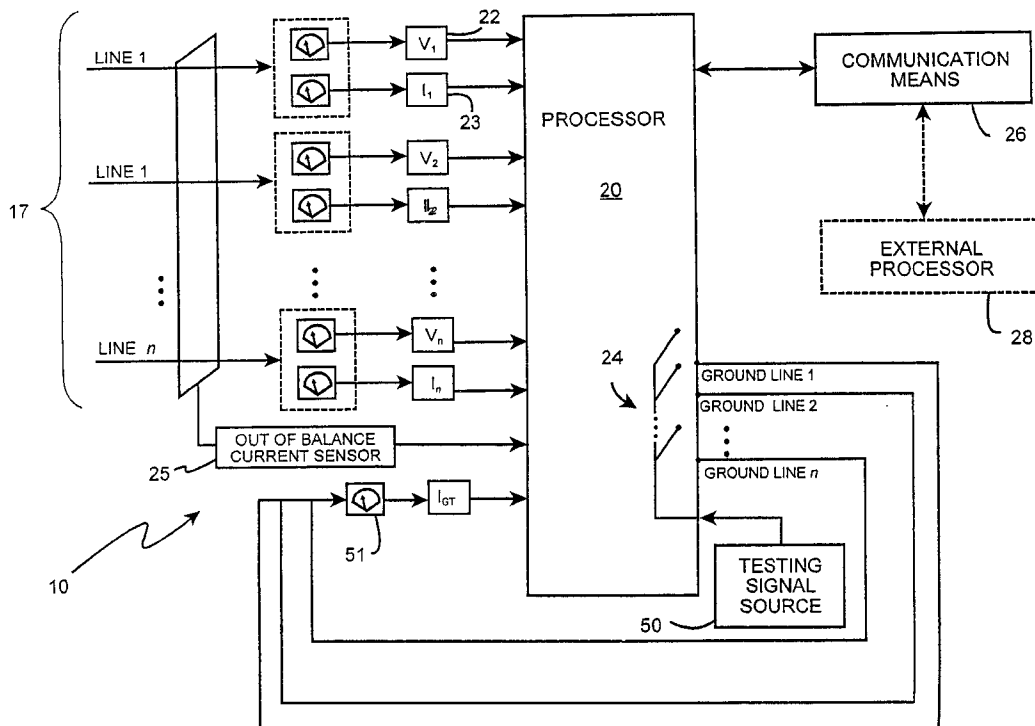 17
LINE 1
LINE 1
LINE n
V1
22
I1
23
V2
Vn
In
OUT OF BALANCE
CURRENT SENSOR
25
IGT
51
10
PROCESSOR
20
24
COMMUNICATION
MEANS
26
EXTERNAL
PROCESSOR
28
GROUND LINE 1
GROUND LINE 2
GROUND LINE n
TESTING
SIGNAL
SOURCE
50